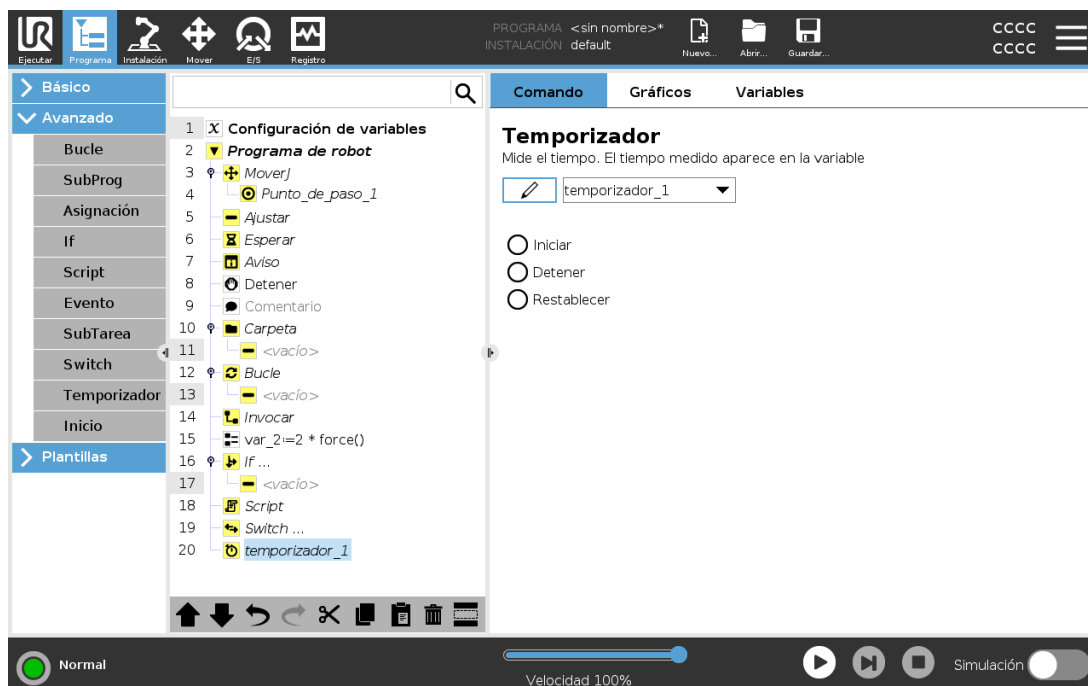 PROGRAMA <sin nombre>*
INSTALACIÓN default
CCCC
CCCC
UR
Ejecutar Programa Instalación Mover E/S Registro Nuevo... Abrir... Guardar...
Básico
Avanzado
Bucle
SubProg
Asignación
If
Script
Evento
SubTarea
Switch
Temporizador
Inicio
Plantillas
1 X Configuración de variables
2 Programa de robot
3 MoverJ
4 Punto_de_paso_1
5 Ajustar
6 Esperar
7 Aviso
8 Detener
9 Comentario
10 Carpeta
11 <vacío>
12 Bucle
13 <vacío>
14 Invocar
15 var_2:=2 * force()
16 If ...
17 <vacío>
18 Script
19 Switch ...
20 temporizador_1
Comando Gráficos Variables
Temporizador
Mide el tiempo. El tiempo medido aparece en la variable
temporizador_1
Iniciar
Detener
Restablecer
Normal
Velocidad 100%
Simulación